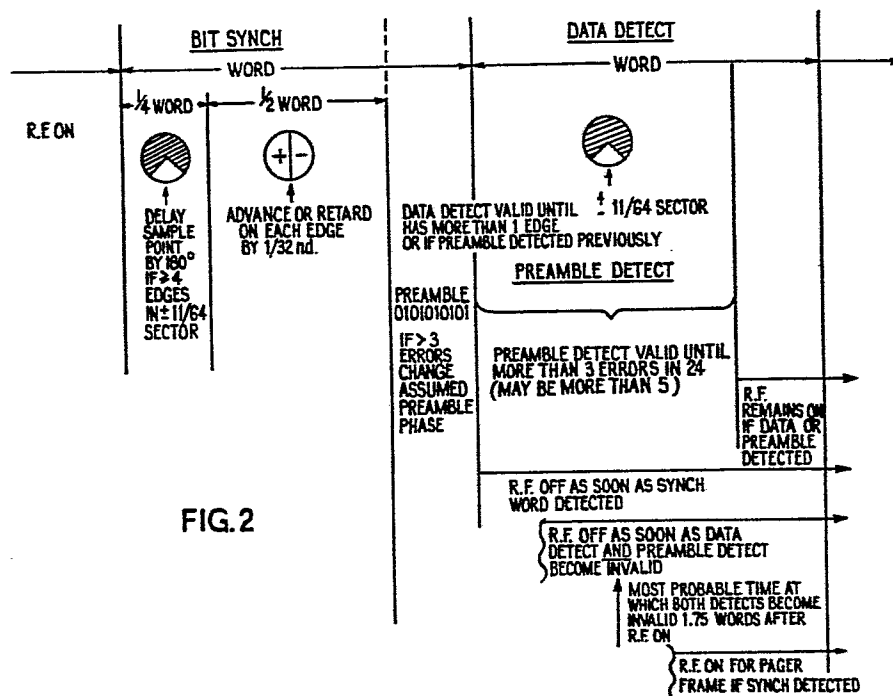 BIT SYNCH
DATA DETECT
WORD
WORD
¼ WORD
½ WORD
R.F. ON
DELAY
SAMPLE
POINT
BY 180°
IF ≥ 4
EDGES
IN ± 11/64
SECTOR
ADVANCE OR RETARD
ON EACH EDGE
BY 1/32 nd.
+ -
± 11/64 SECTOR
DATA DETECT VALID UNTIL
HAS MORE THAN 1 EDGE
OR IF PREAMBLE DETECTED PREVIOUSLY
PREAMBLE DETECT
PREAMBLE
0101010101
IF > 3
ERRORS
CHANGE
ASSUMED
PREAMBLE
PHASE
PREAMBLE DETECT VALID UNTIL
MORE THAN 3 ERRORS IN 24
(MAY BE MORE THAN 5)
R.F.
REMAINS ON
IF DATA OR
PREAMBLE
DETECTED
R.F. OFF AS SOON AS SYNCH
WORD DETECTED
FIG. 2
R.F. OFF AS SOON AS DATA
DETECT AND PREAMBLE DETECT
BECOME INVALID
MOST PROBABLE TIME AT
WHICH BOTH DETECTS BECOME
INVALID 1.75 WORDS AFTER
R.F. ON
R.F. ON FOR PAGER
FRAME IF SYNCH DETECTED